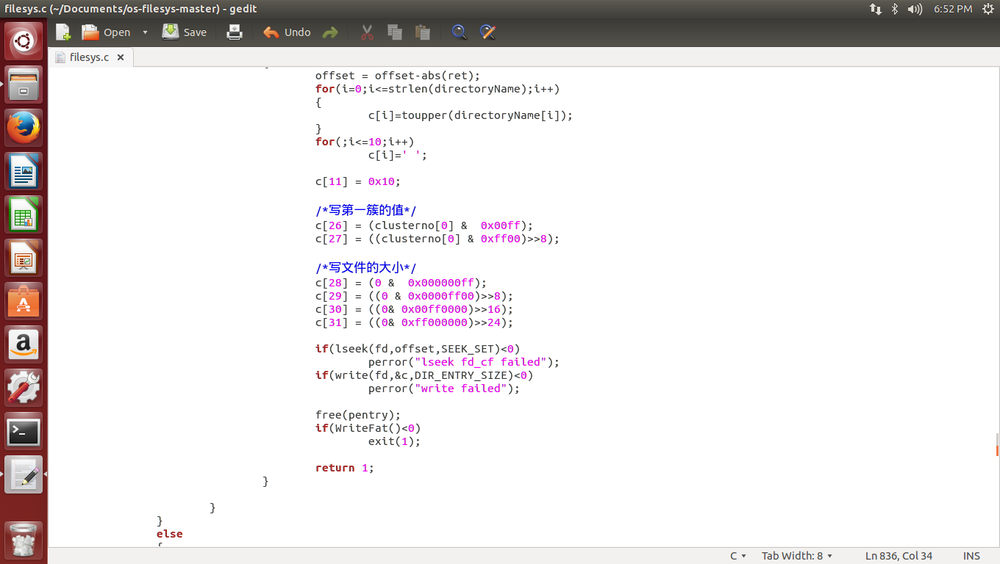 filesys.c (~/Documents/os-filesys-master) - gedit
6:52 PM
Open
Save
Undo
filesys.c
offset = offset-abs(ret);
for(i=0;i<=strlen(directoryName);i++)
{
c[i]=toupper(directoryName[i]);
}
for(;i<=10;i++)
c[i]=' ';
c[11] = 0x10;
/*写第一簇的值*/
c[26] = (clusterno[0] &  0x00ff);
c[27] = ((clusterno[0] & 0xff00)>>8);
/*写文件的大小*/
c[28] = (0 &  0x000000ff);
c[29] = ((0 & 0x0000ff00)>>8);
c[30] = ((0& 0x00ff0000)>>16);
c[31] = ((0& 0xff000000)>>24);
if(lseek(fd,offset,SEEK_SET)<0)
perror("lseek fd_cf failed");
if(write(fd,&c,DIR_ENTRY_SIZE)<0)
perror("write failed");
free(pentry);
if(WriteFat()<0)
exit(1);
return 1;
}
}
}
else
{
C
Tab Width: 8
Ln 836, Col 34
INS